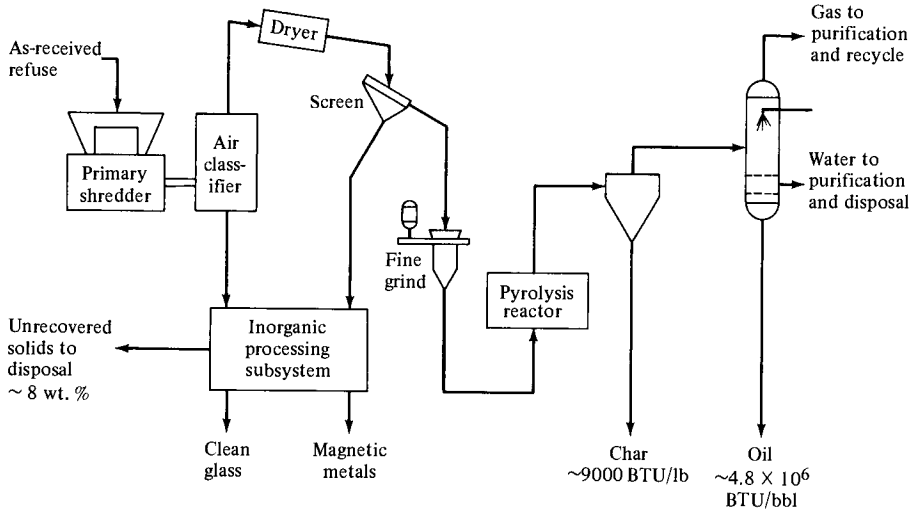 As-received
refuse
Primary
shredder
Air
class-
ifier
Dryer
Screen
Fine
grind
Pyrolysis
reactor
Gas to
purification
and recycle
Water to
purification
and disposal
Inorganic
processing
subsystem
Unrecovered
solids to
disposal
~ 8 wt. %
Clean
glass
Magnetic
metals
Char
~9000 BTU/lb
Oil
~4.8 × 10⁶
BTU/bbl